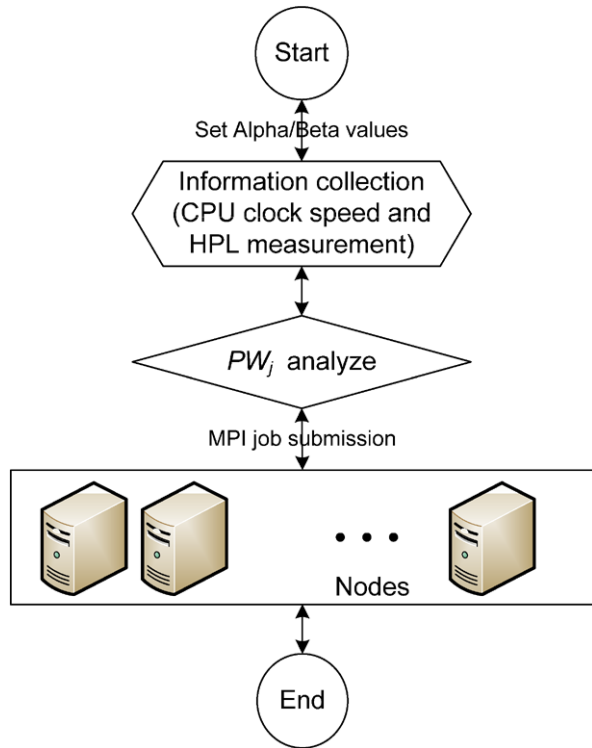 Start
Set Alpha/Beta values
Information collection
(CPU clock speed and
HPL measurement)
PWj analyze
MPI job submission
...
Nodes
End